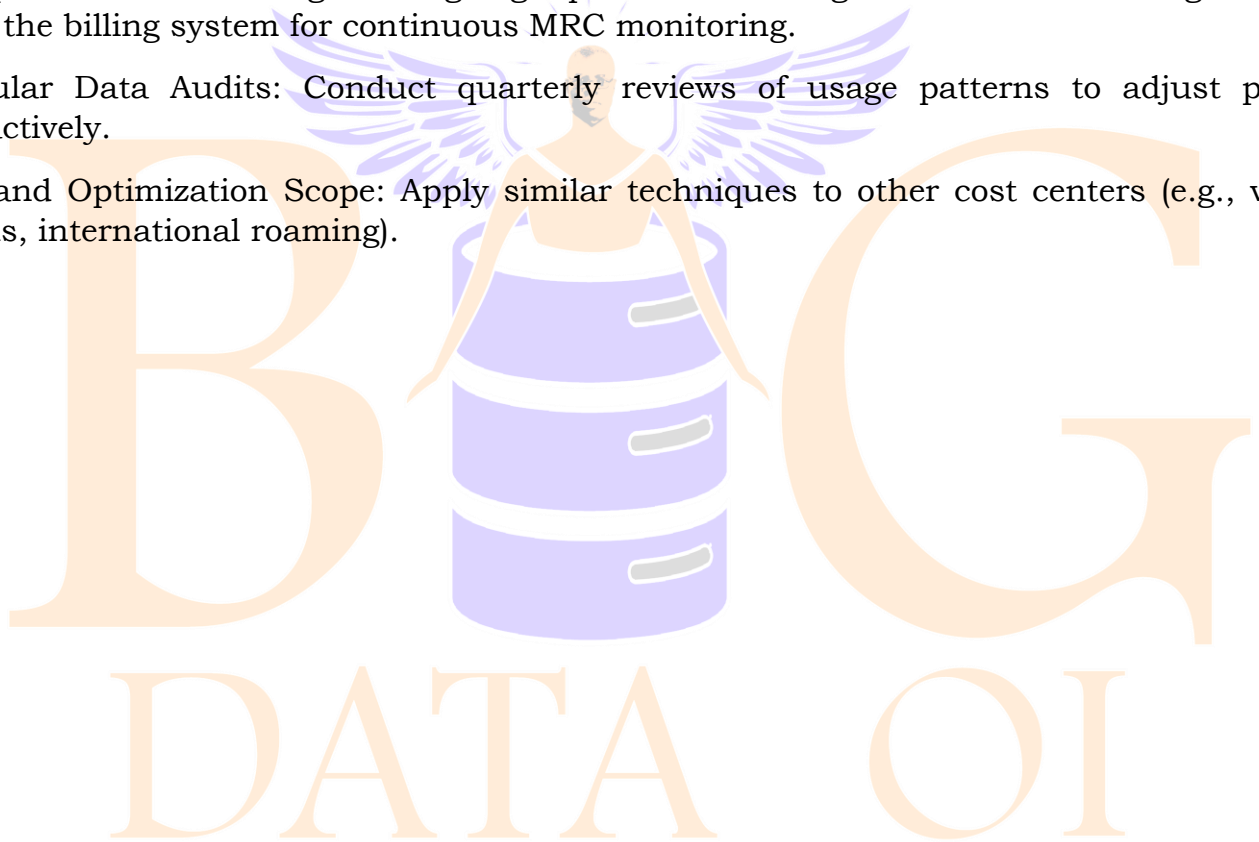 the billing system for continuous MRC monitoring.
ular Data Audits: Conduct quarterly reviews of usage patterns to adjust p
ctively.
and Optimization Scope: Apply similar techniques to other cost centers (e.g., v
s, international roaming).
B G
DATA OI